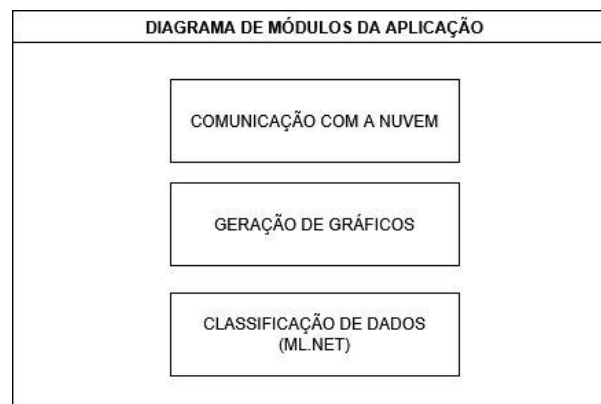 DIAGRAMA DE MÓDULOS DA APLICAÇÃO
COMUNICAÇÃO COM A NUVEM
GERAÇÃO DE GRÁFICOS
CLASSIFICAÇÃO DE DADOS
(ML.NET)